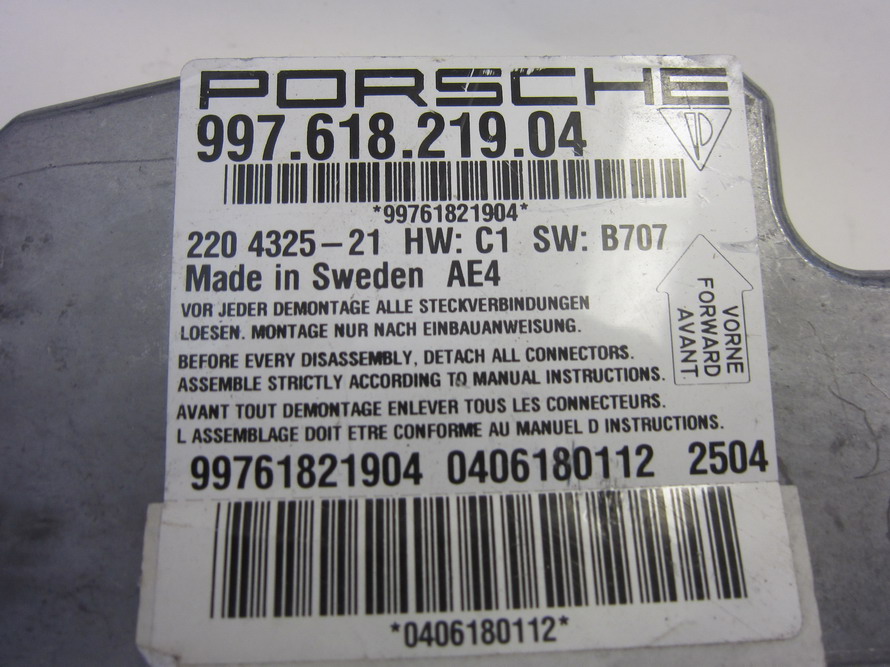 PORSCHE
997.618.219.04
*99761821904*
220 4325-21 HW: C1 SW: B707
Made in Sweden AE4
VORNE
FORWARD
AVANT
VOR JEDER DEMONTAGE ALLE STECKVERBINDUNGEN
LOESEN. MONTAGE NUR NACH EINBAUANWEISUNG.
BEFORE EVERY DISASSEMBLY, DETACH ALL CONNECTORS.
ASSEMBLE STRICTLY ACCORDING TO MANUAL INSTRUCTIONS.
AVANT TOUT DEMONTAGE ENLEVER TOUS LES CONNECTEURS.
L ASSEMBLAGE DOIT ETRE CONFORME AU MANUEL D INSTRUCTIONS.
99761821904 0406180112 2504
*0406180112*